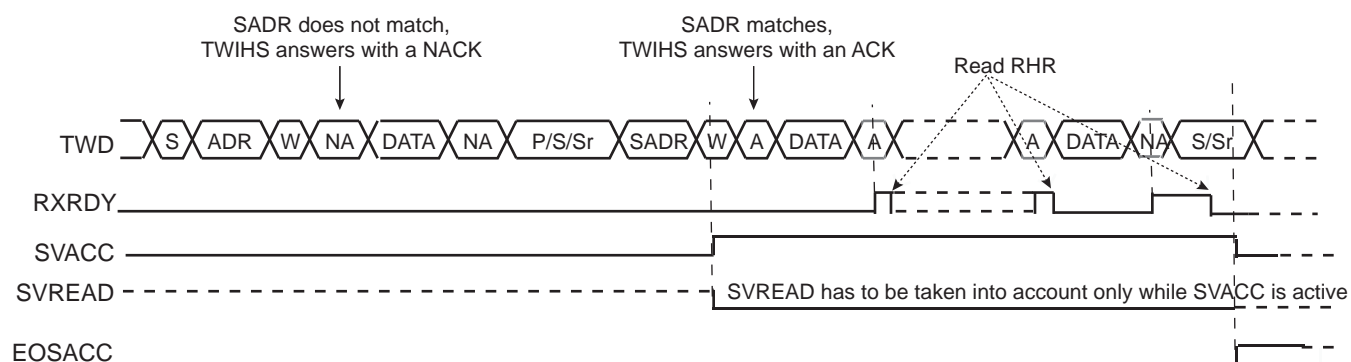 SADR does not match,
TWIHS answers with a NACK
SADR matches,
TWIHS answers with an ACK
Read RHR
TWD S ADR W NA DATA NA P/S/Sr SADR W A DATA A A DATA NA S/Sr
RXRDY
SVACC
SVREAD SVREAD has to be taken into account only while SVACC is active
EOSACC